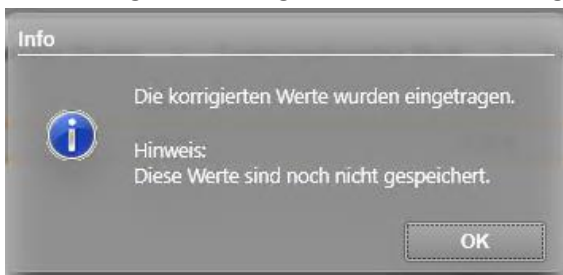 Info
Die korrigierten Werte wurden eingetragen.
Hinweis:
Diese Werte sind noch nicht gespeichert.
OK